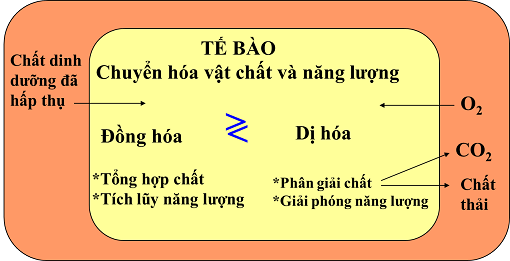 TẾ BÀO
Chuyển hóa vật chất và năng lượng
Chất dinh
dưỡng đã
hấp thụ
O₂
Đồng hóa
≷
Dị hóa
CO₂
*Tổng hợp chất
*Tích lũy năng lượng
*Phân giải chất
*Giải phóng năng lượng
Chất
thải